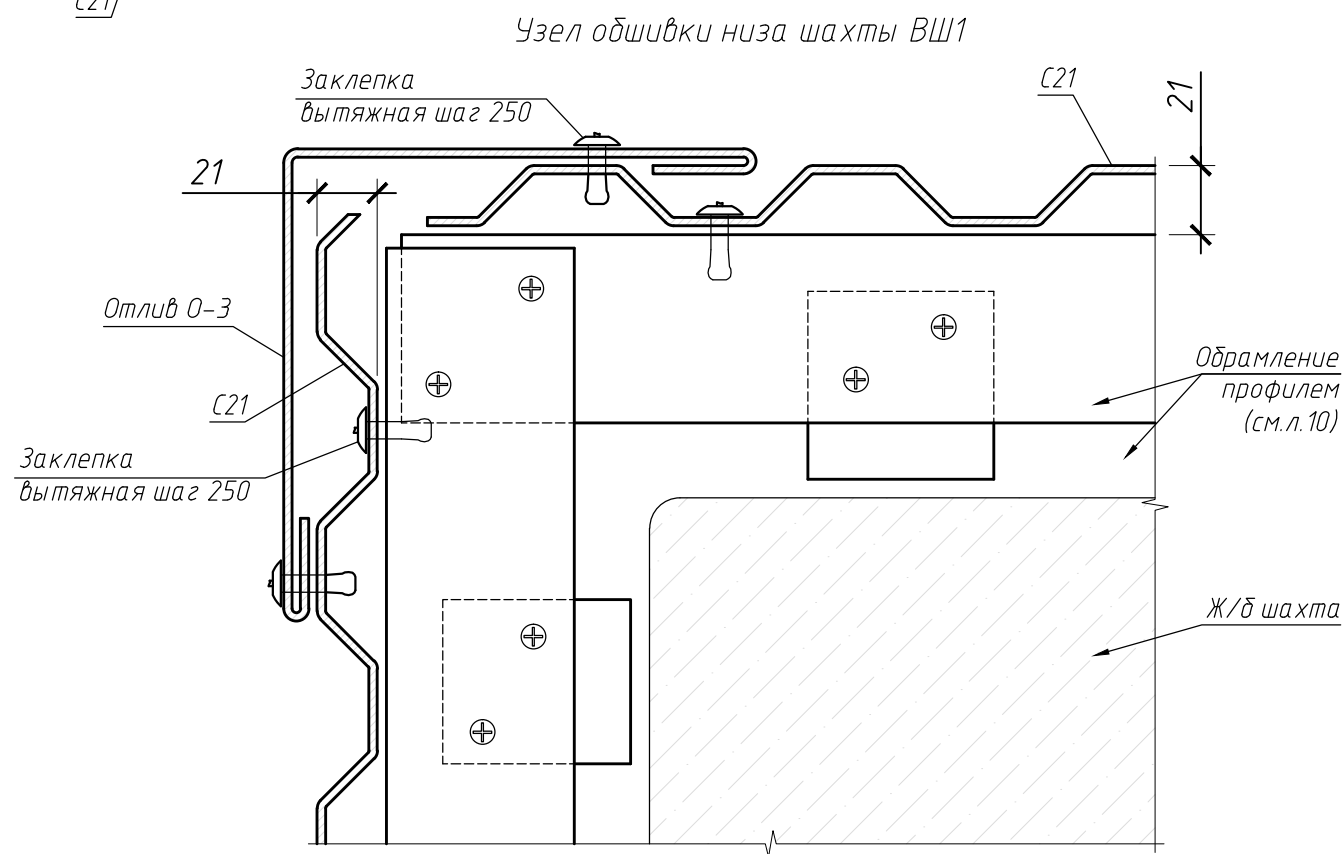 С21
Узел обшивки низа шахты ВШ1
Заклепка
вытяжная шаг 250
С21
21
21
Отлив О-3
С21
Обрамление
профилем
(см.л.10)
Заклепка
вытяжная шаг 250
Ж/б шахта